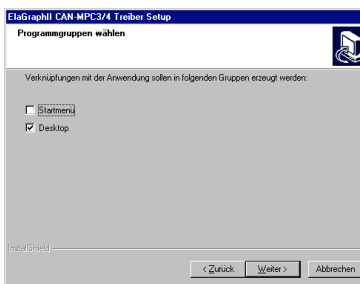 ElaGraphII CAN-MPC3/4 Treiber Setup
Programmgruppen wählen
Verknüpfungen mit der Anwendung sollen in folgenden Gruppen erzeugt werden:
Startmenü
Desktop
InstallShield
< Zurück Weiter > Abbrechen